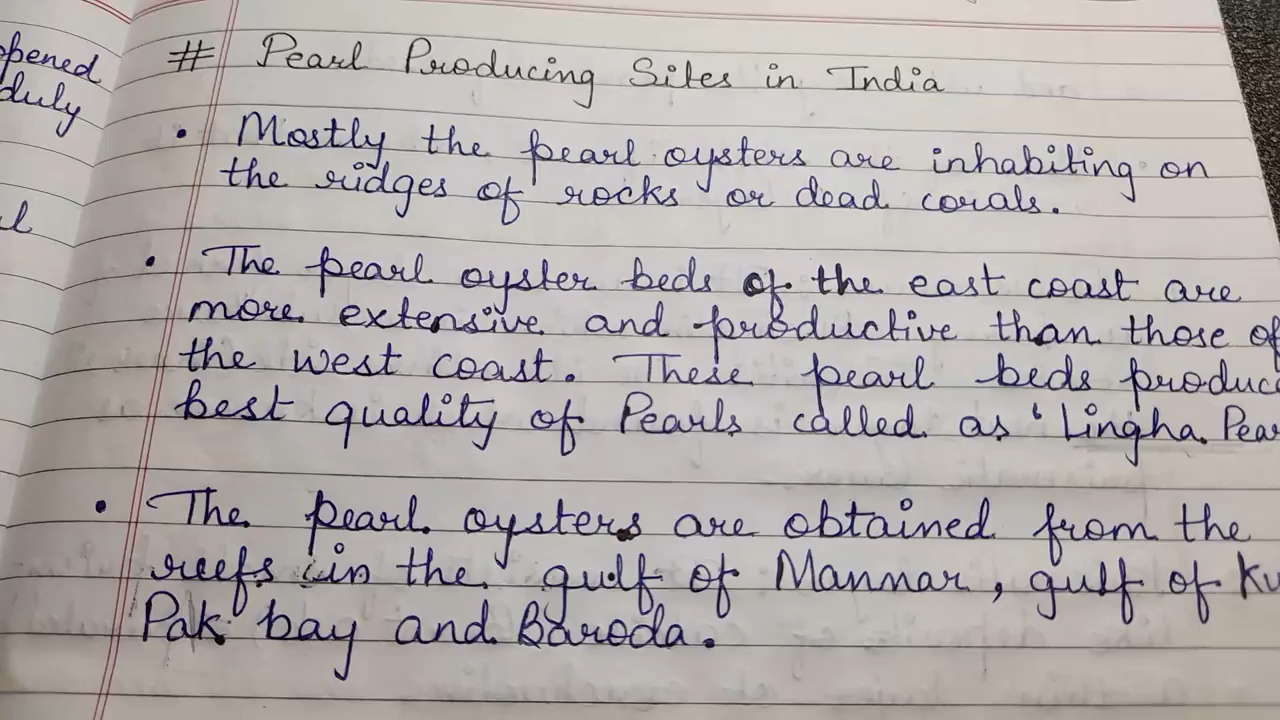 pened
duly
l
# Pearl Producing Sites in India
• Mostly the pearl oysters are inhabiting on
the ridges of rocks or dead corals.
• The pearl oyster beds of the east coast are
more extensive and productive than those of
the west coast. These pearl beds produc
best quality of Pearls called as 'Lingha Pear
• The pearl oysters are obtained from the
reefs in the gulf of Mannar, gulf of Ku
Pak bay and Baroda.